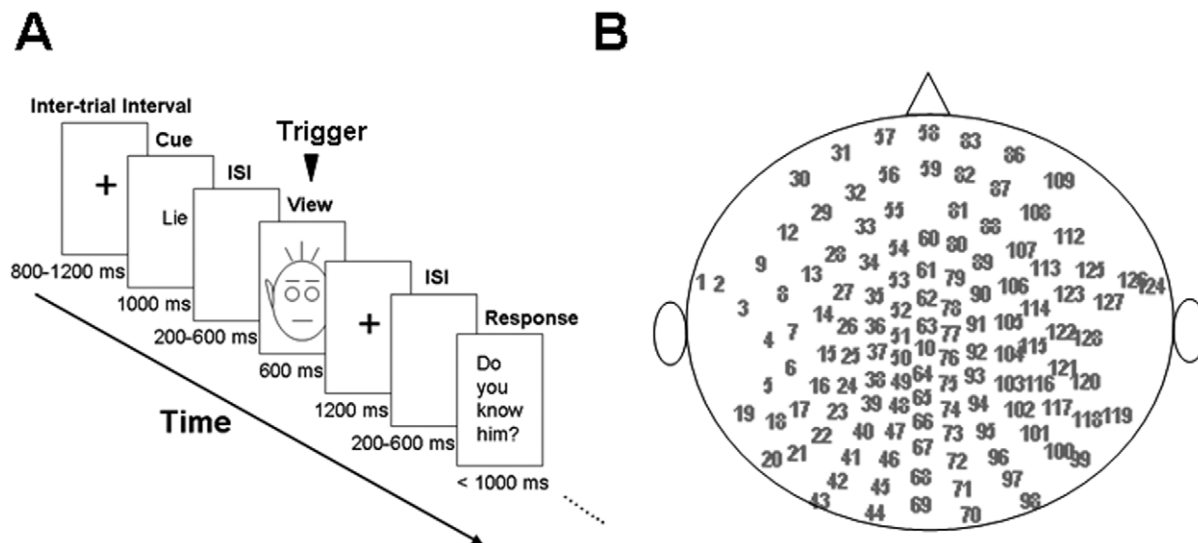 A
Inter-trial Interval
+
800-1200 ms
Cue
Lie
1000 ms
ISI
200-600 ms
Trigger
View
600 ms
+
1200 ms
ISI
200-600 ms
Response
Do
you
know
him?
< 1000 ms
Time
B
57 58 83
31 86
30 56 59 82 87 109
32
29 55 81 108
12 33 60 88 112
28 54 80 107
9 34 61 89 113 125
13 53 79 106 126 124
1 2 8 27 35 62 90 123 127
3 14 52 78 114
26 36 63 91 105
4 7 51 77 122 128
15 25 37 50 10 76 92 104 115
6 64 93 121
5 16 24 38 49 75 103 116 120
19 17 39 48 65 94 102 117
18 23 66 74 118 119
22 40 47 73 95 101
20 21 41 46 67 72 96 100 99
42 45 68 71 97
43 44 69 70 98